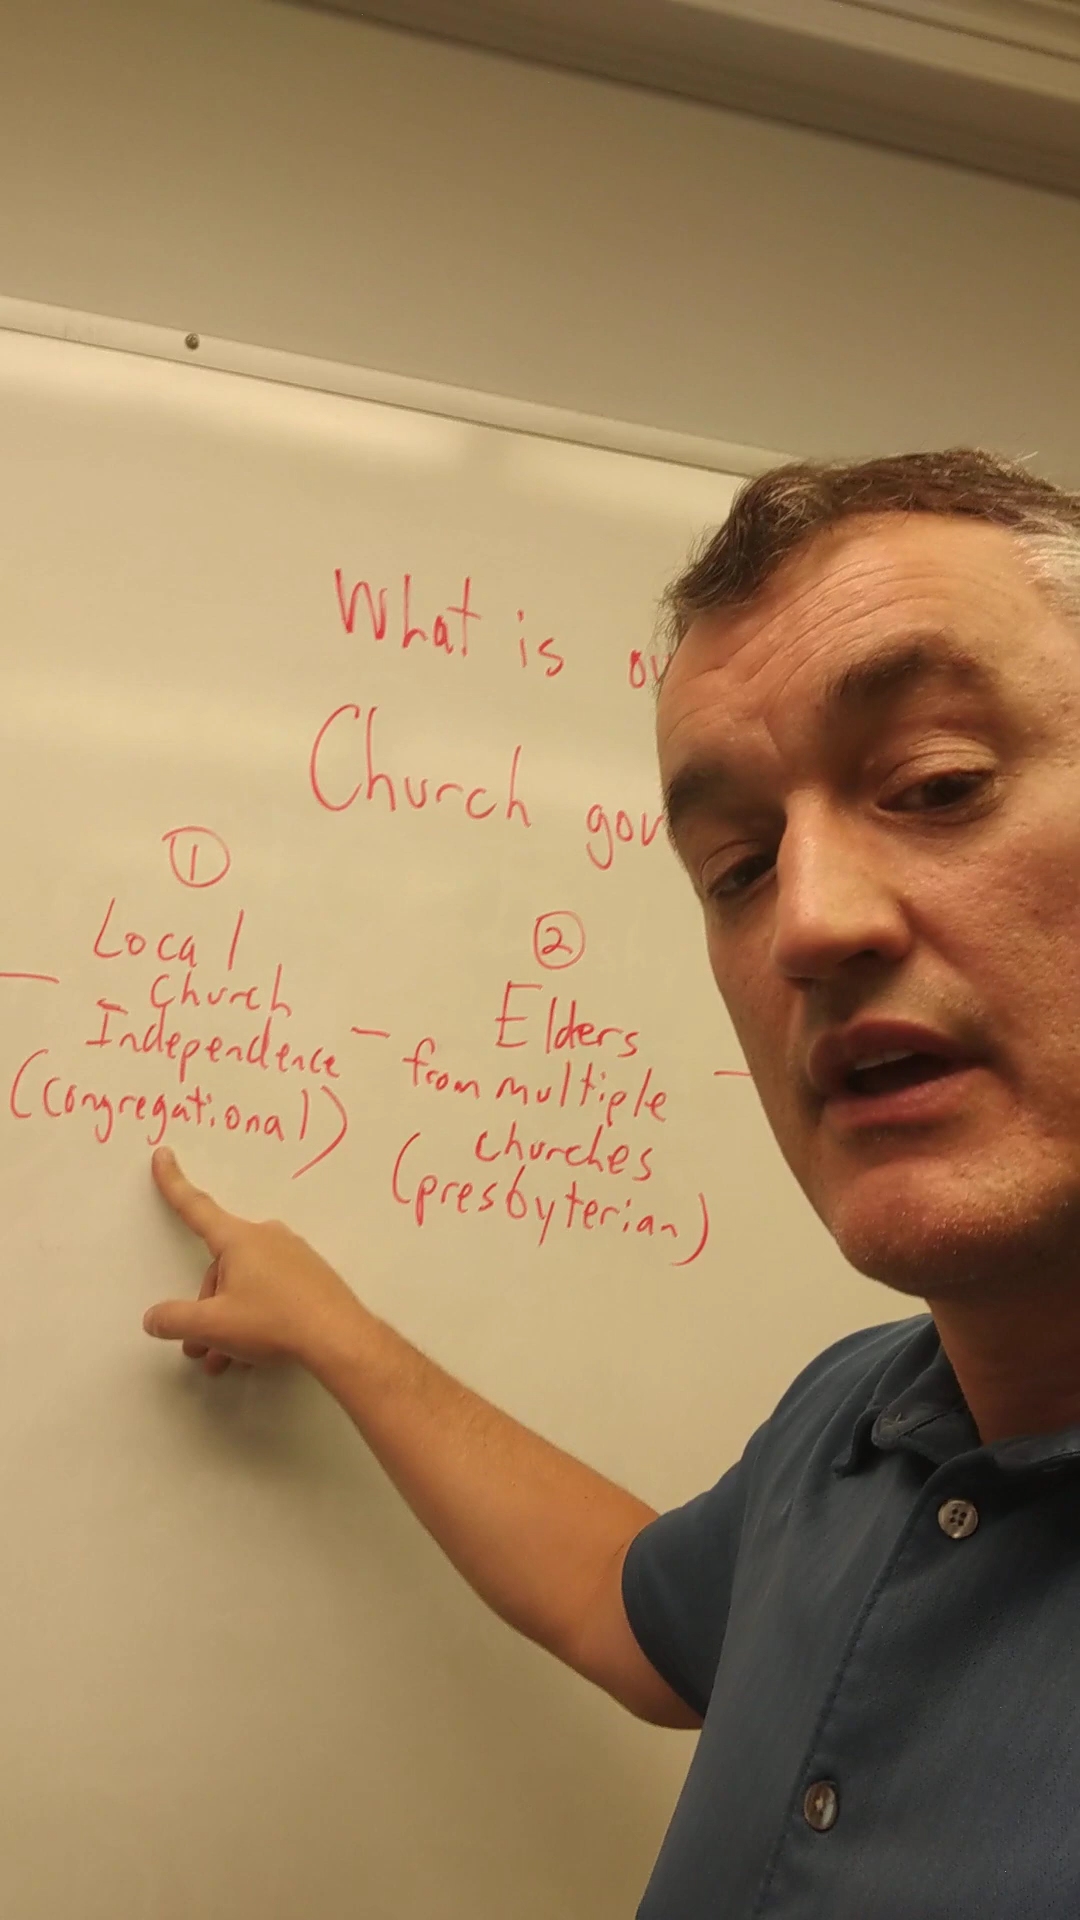 What is
Church
①
Local
Church
Independence
(congregational)
②
Elders
from multiple
churches
(presbyterian)